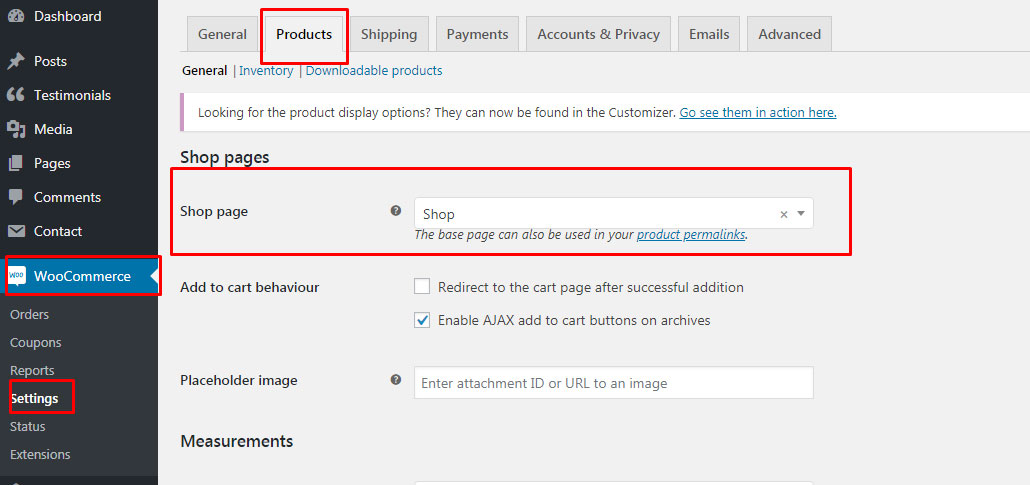 Dashboard
Posts
Testimonials
Media
Pages
Comments
Contact
WOO WooCommerce
Orders
Coupons
Reports
Settings
Status
Extensions
General Products Shipping Payments Accounts & Privacy Emails Advanced
General | Inventory | Downloadable products
Looking for the product display options? They can now be found in the Customizer. Go see them in action here.
Shop pages
Shop page ? Shop × 
The base page can also be used in your product permalinks.
Add to cart behaviour Redirect to the cart page after successful addition
Enable AJAX add to cart buttons on archives
Placeholder image ? Enter attachment ID or URL to an image
Measurements